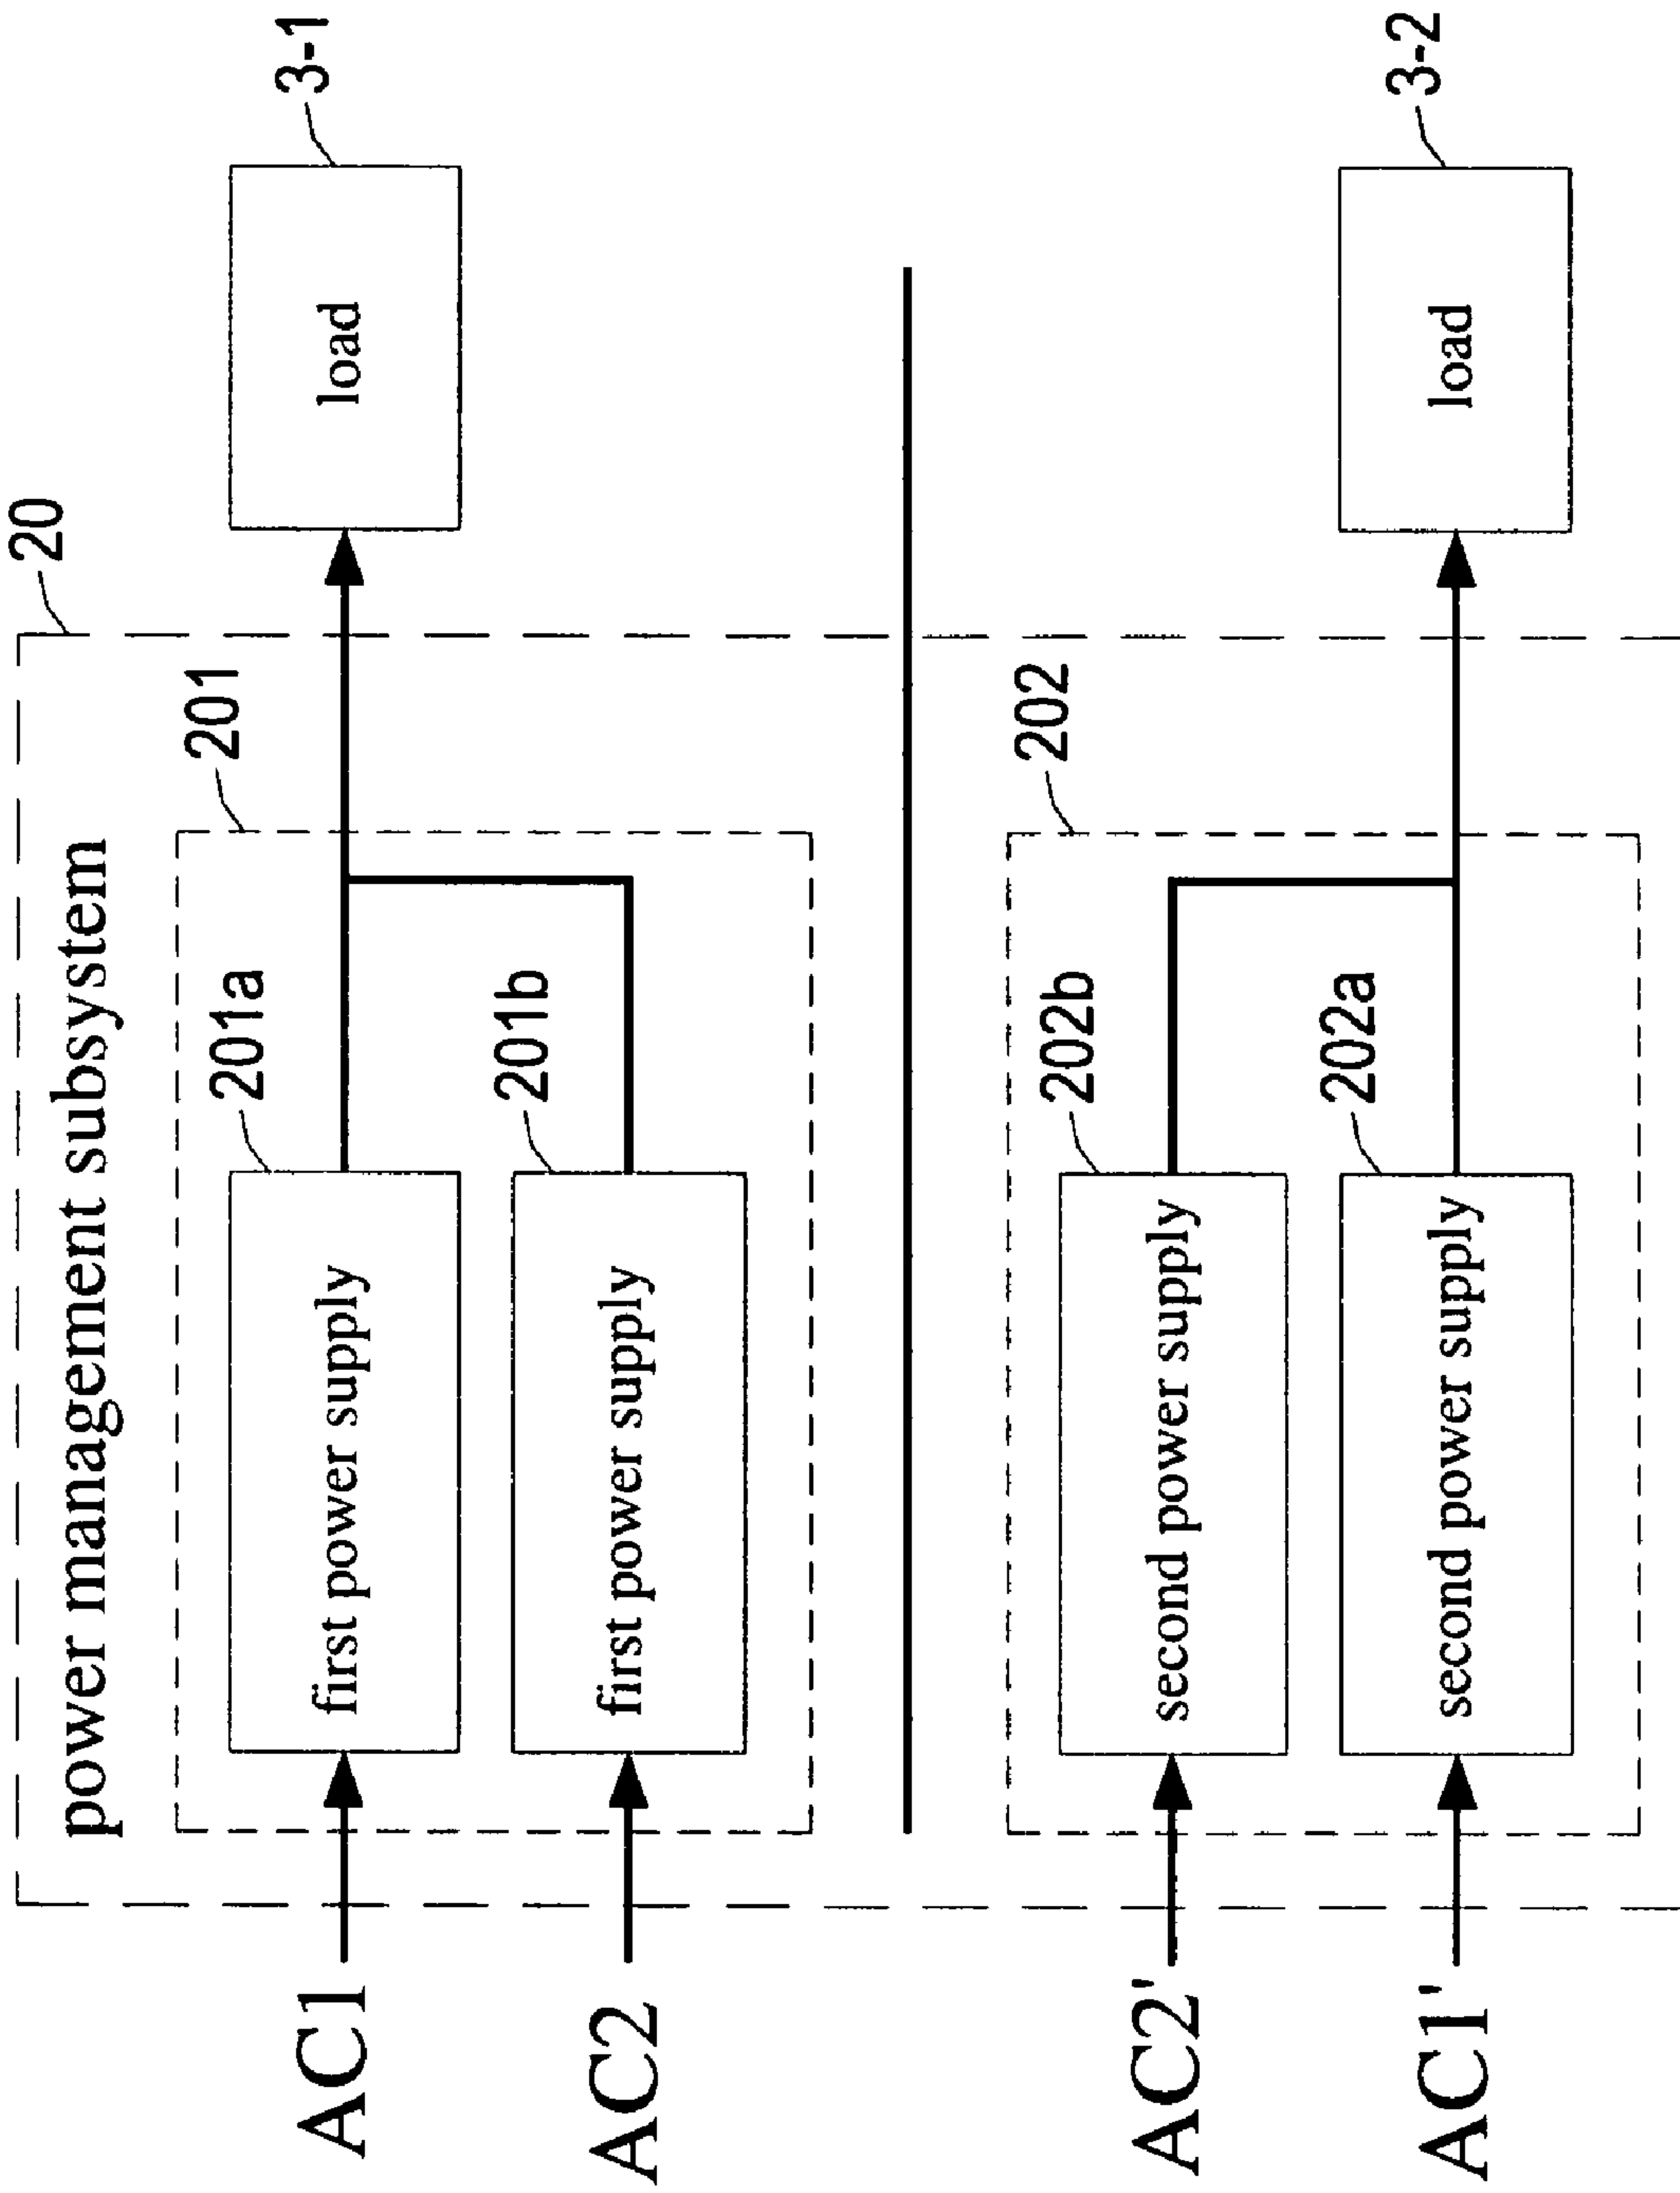 20
power management subsystem
201
201a
AC1
first power supply
load
3-1
201b
AC2
first power supply
202
202b
AC2'
second power supply
202a
AC1'
second power supply
load
3-2